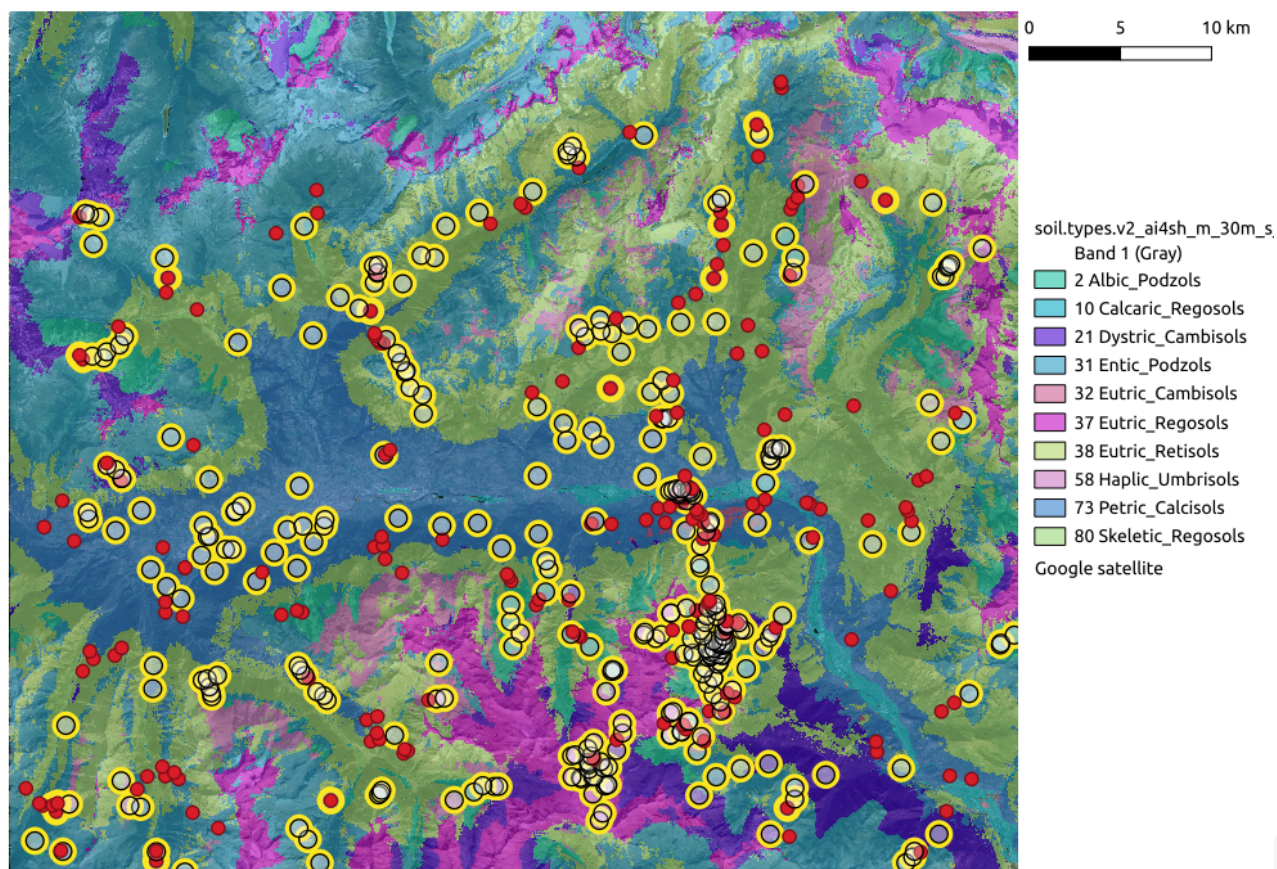 0 5 10 km
soil.types.v2_ai4sh_m_30m_s_
Band 1 (Gray)
2 Albic_Podzols
10 Calcaric_Regosols
21 Dystric_Cambisols
31 Entic_Podzols
32 Eutric_Cambisols
37 Eutric_Regosols
38 Eutric_Retisols
58 Haplic_Umbrisols
73 Petric_Calcisols
80 Skeletic_Regosols
Google satellite